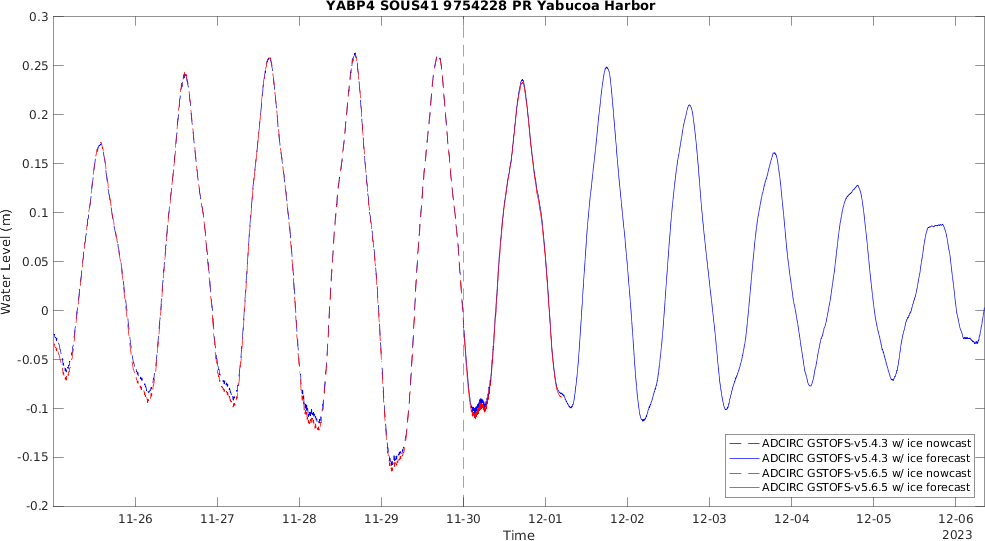 YABP4 SOUS41 9754228 PR Yabucoa Harbor
0.3
0.25
0.2
0.15
0.1
0.05
0
-0.05
-0.1
-0.15
-0.2
Water Level (m)
ADCIRC GSTOFS-v5.4.3 w/ ice nowcast
ADCIRC GSTOFS-v5.4.3 w/ ice forecast
ADCIRC GSTOFS-v5.6.5 w/ ice nowcast
ADCIRC GSTOFS-v5.6.5 w/ ice forecast
11-26 11-27 11-28 11-29 11-30 12-01 12-02 12-03 12-04 12-05 12-06
Time 2023